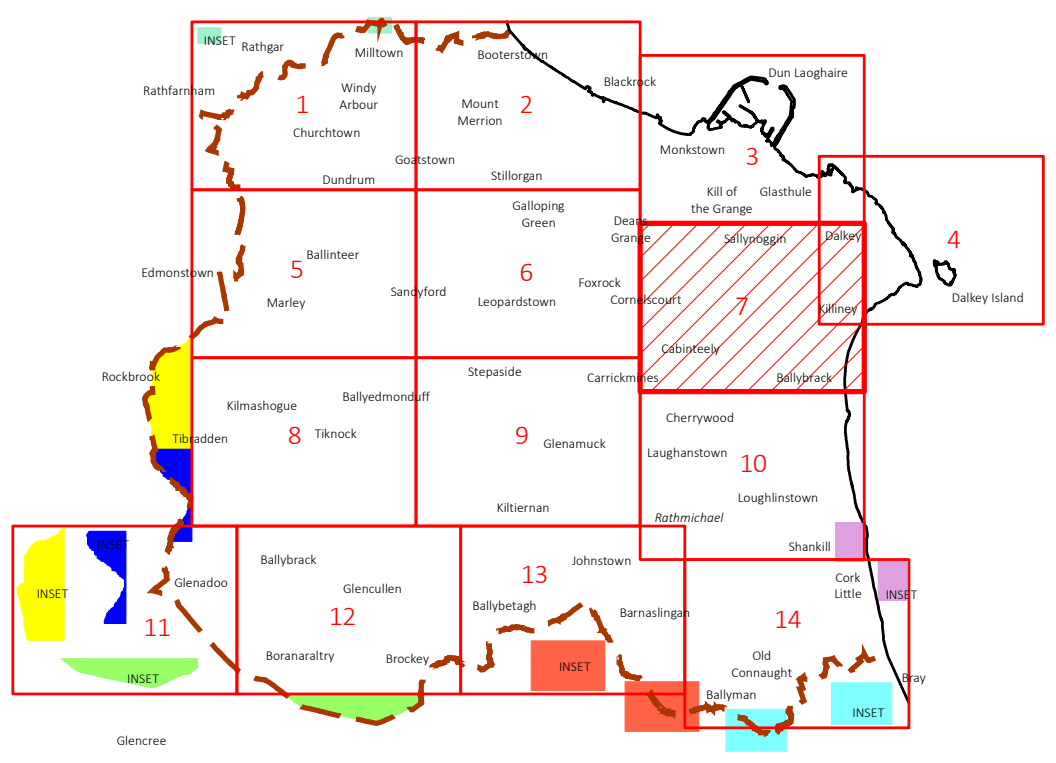 INSET
Rathgar
Milltown
Booterstown
Rathfarnham
Windy
Arbour
1
Mount
Merrion
2
Blackrock
Dun Laoghaire
Churchtown
Goatstown
Monkstown
3
Dundrum
Stillorgan
Kill of
the Grange
Glasthule
Galloping
Green
Deans
Grange
Sallynoggin
Dalkey
4
Edmonstown
5
Ballinteer
6
Foxrock
Marley
Sandyford
Leopardstown
Cornelscourt
7
Killiney
Dalkey Island
Cabinteely
Rockbrook
Stepaside
Carrickmines
Ballybrack
Kilmashogue
Ballyedmonduff
Cherrywood
Tibradden
8
Tiknock
9
Glenamuck
Laughanstown
10
Loughlinstown
Kiltiernan
Rathmichael
INSET
Shankill
Ballybrack
Johnstown
INSET
Glenadoo
Glencullen
13
Cork
Little
INSET
11
12
Ballybetagh
Barnaslingan
14
Boranaraltry
Brockey
INSET
Old
Connaught
INSET
Bray
Ballyman
INSET
Glencree